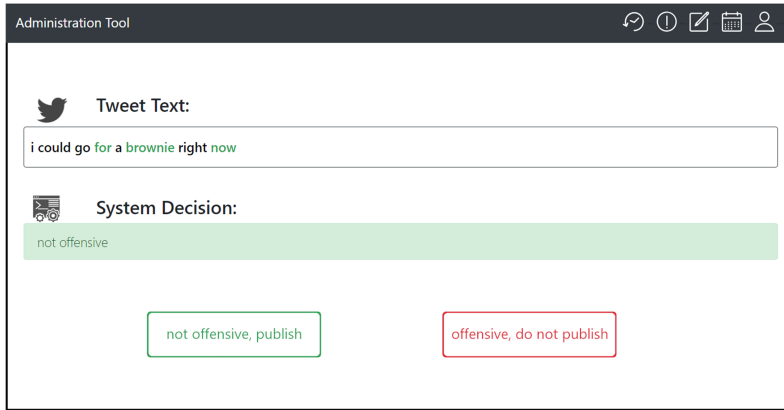 Administration Tool
Tweet Text:
i could go for a brownie right now
System Decision:
not offensive
not offensive, publish
offensive, do not publish